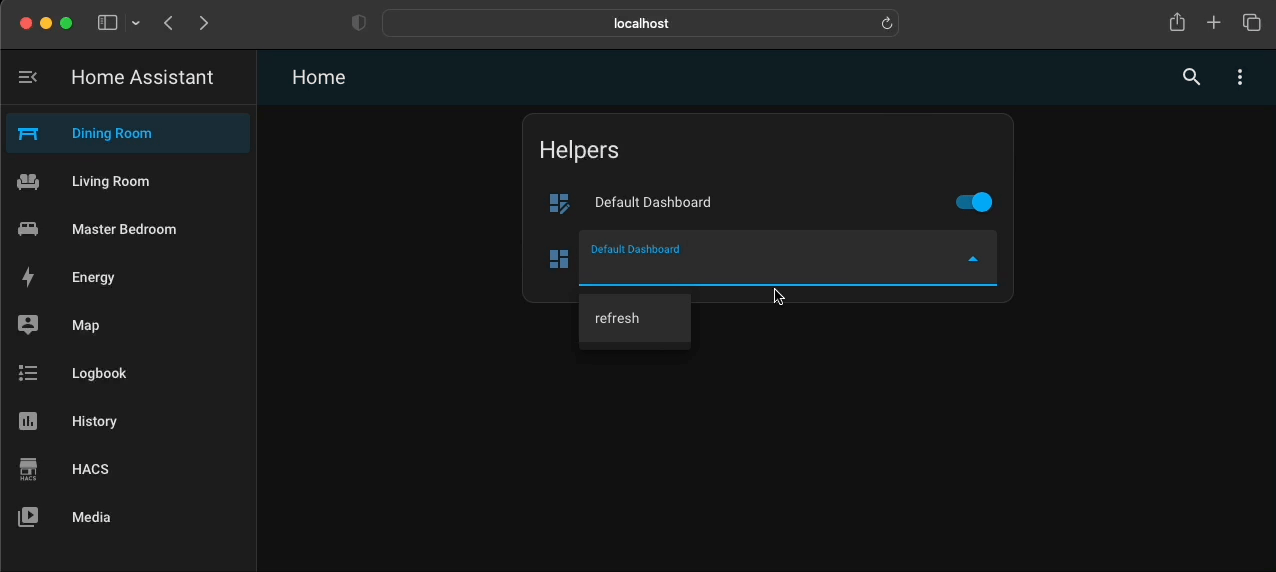 localhost
Home Assistant
Home
Dining Room
Living Room
Master Bedroom
Energy
Map
Logbook
History
HACS
HACS
Media
Helpers
Default Dashboard
Default Dashboard
refresh